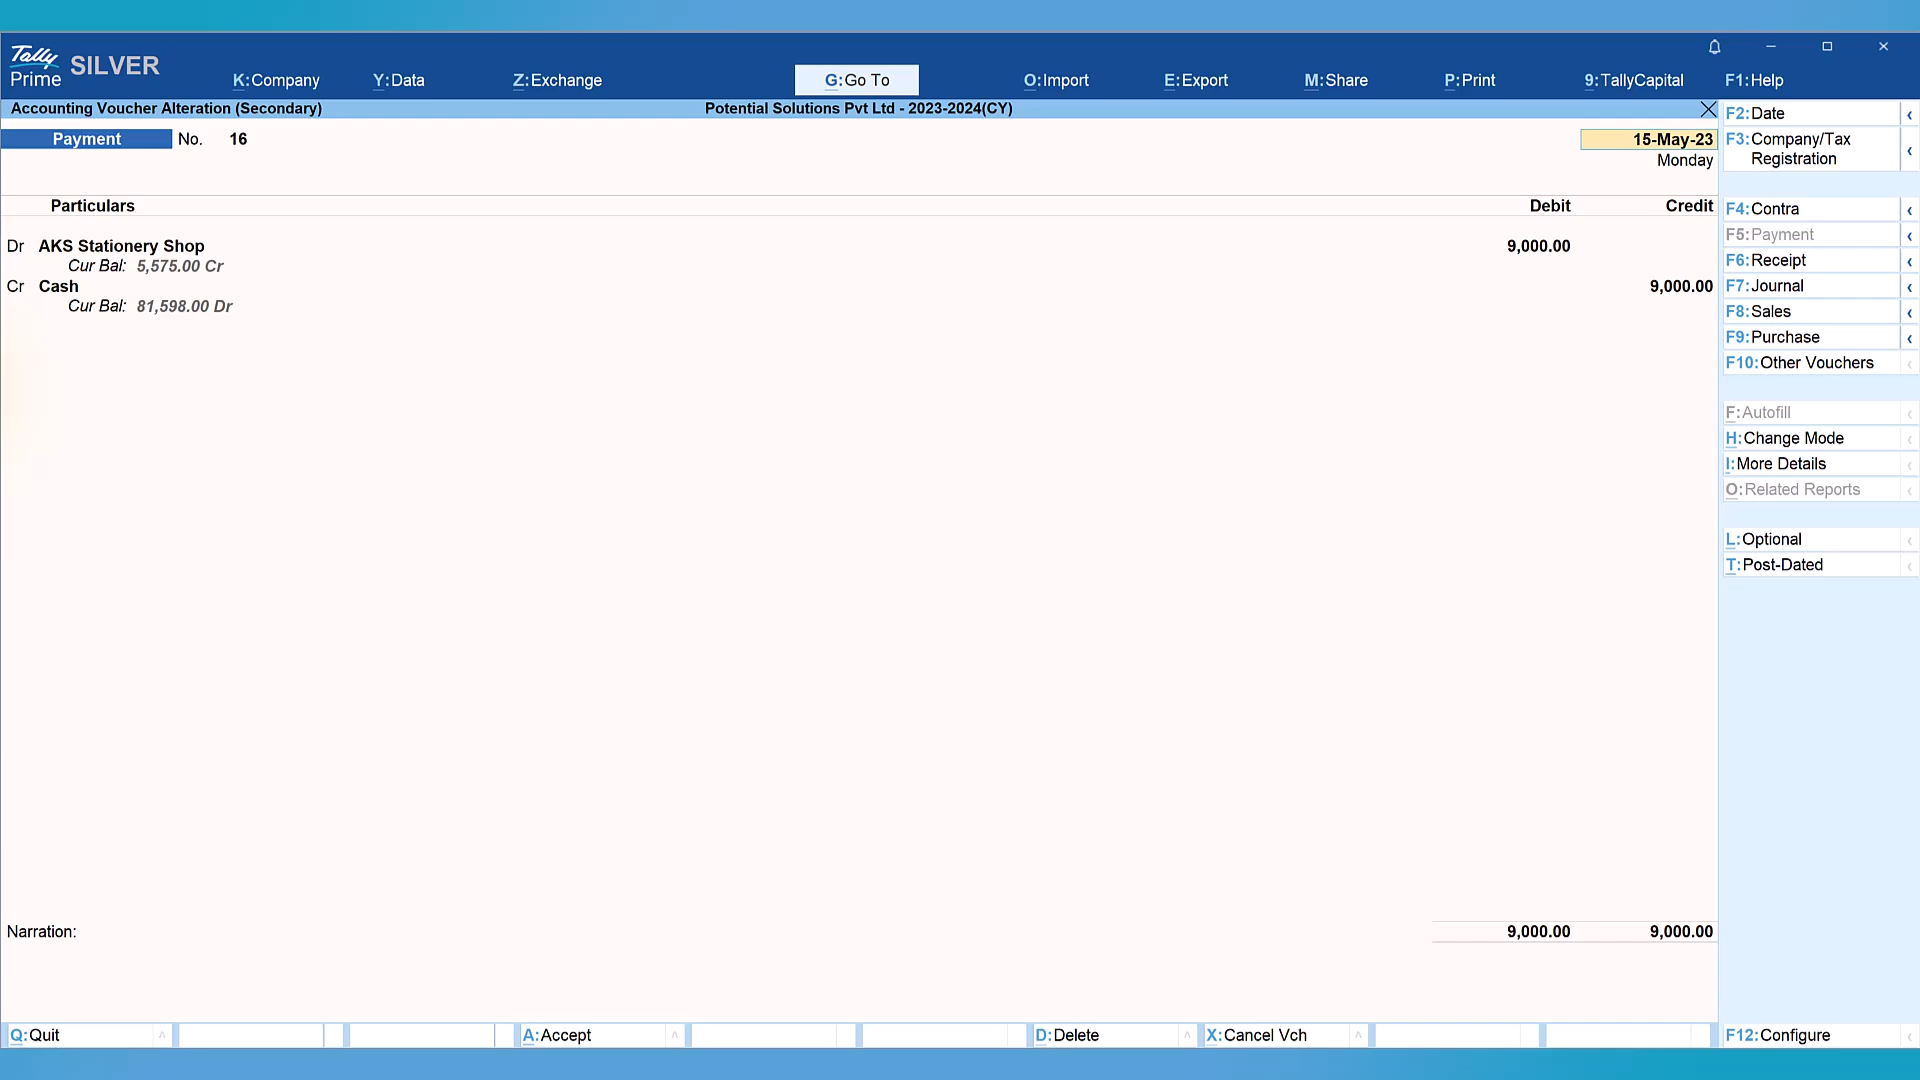 Tally
Prime SILVER
K:Company Y:Data Z:Exchange G:Go To O:Import E:Export M:Share P:Print 9:TallyCapital F1:Help
Accounting Voucher Alteration (Secondary) Potential Solutions Pvt Ltd - 2023-2024(CY)
Payment No. 16 15-May-23
Monday
Particulars Debit Credit
Dr AKS Stationery Shop 9,000.00
Cur Bal: 5,575.00 Cr
Cr Cash 9,000.00
Cur Bal: 81,598.00 Dr
Narration: 9,000.00 9,000.00
F2:Date
F3:Company/Tax
Registration
F4:Contra
F5:Payment
F6:Receipt
F7:Journal
F8:Sales
F9:Purchase
F10:Other Vouchers
F:Autofill
H:Change Mode
I:More Details
O:Related Reports
L:Optional
T:Post-Dated
Q:Quit A:Accept D:Delete X:Cancel Vch F12:Configure